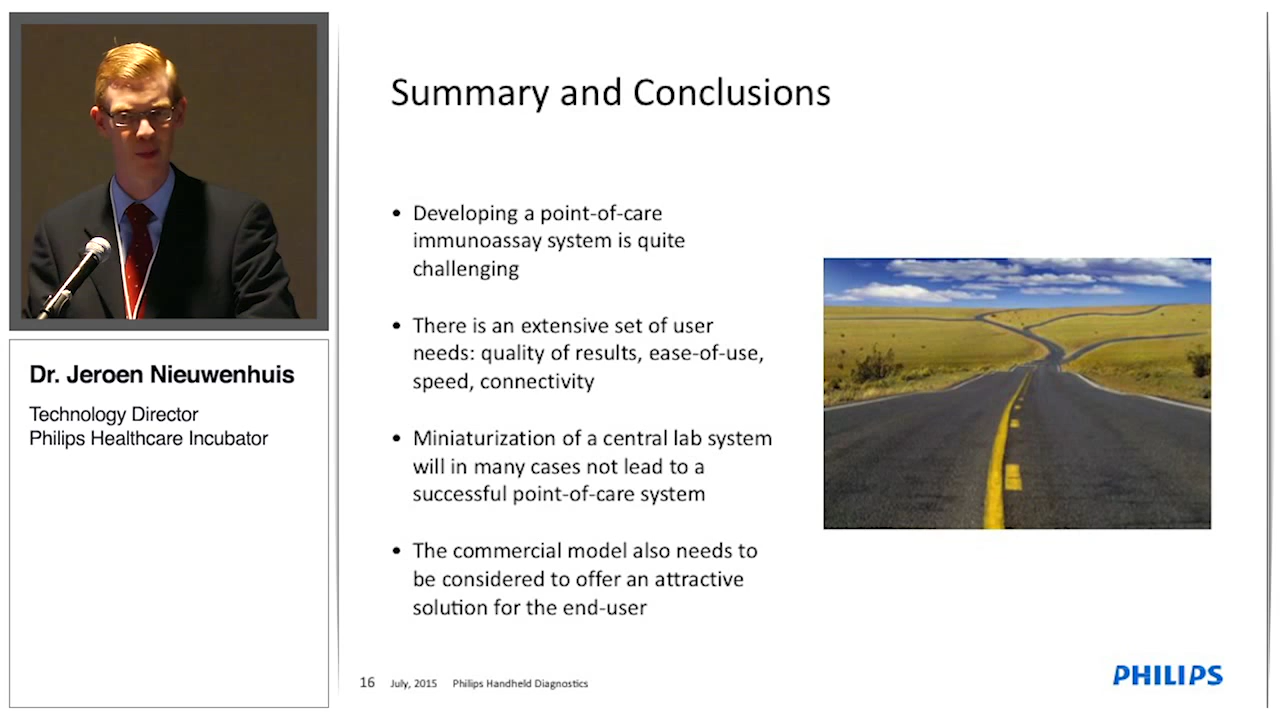 Dr. Jeroen Nieuwenhuis
Technology Director
Philips Healthcare Incubator
Summary and Conclusions
• Developing a point-of-care
immunoassay system is quite
challenging
• There is an extensive set of user
needs: quality of results, ease-of-use,
speed, connectivity
• Miniaturization of a central lab system
will in many cases not lead to a
successful point-of-care system
• The commercial model also needs to
be considered to offer an attractive
solution for the end-user
16 July, 2015 Philips Handheld Diagnostics
PHILIPS